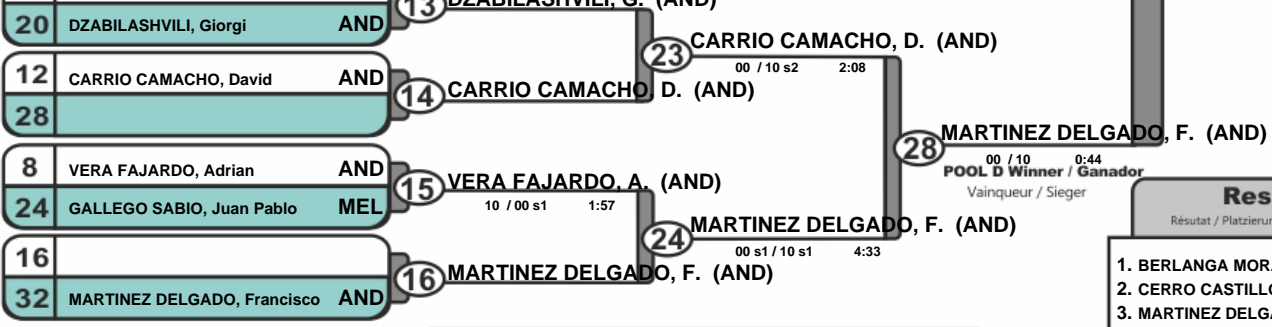 13 DZABILASHVILI, G. (AND)
20 DZABILASHVILI, Giorgi AND
23 CARRIO CAMACHO, D. (AND)
00 / 10 s2 2:08
12 CARRIO CAMACHO, David AND
14 CARRIO CAMACHO, D. (AND)
28
28 MARTINEZ DELGADO, F. (AND)
00 / 10 0:44
POOL D Winner / Ganador
Vainqueur / Sieger
8 VERA FAJARDO, Adrian AND
15 VERA FAJARDO, A. (AND)
10 / 00 s1 1:57
24 GALLEGO SABIO, Juan Pablo MEL
24 MARTINEZ DELGADO, F. (AND)
00 s1 / 10 s1 4:33
16
16 MARTINEZ DELGADO, F. (AND)
32 MARTINEZ DELGADO, Francisco AND
Res
Résutat / Platzierun
1. BERLANGA MORA
2. CERRO CASTILLO
3. MARTINEZ DELGA